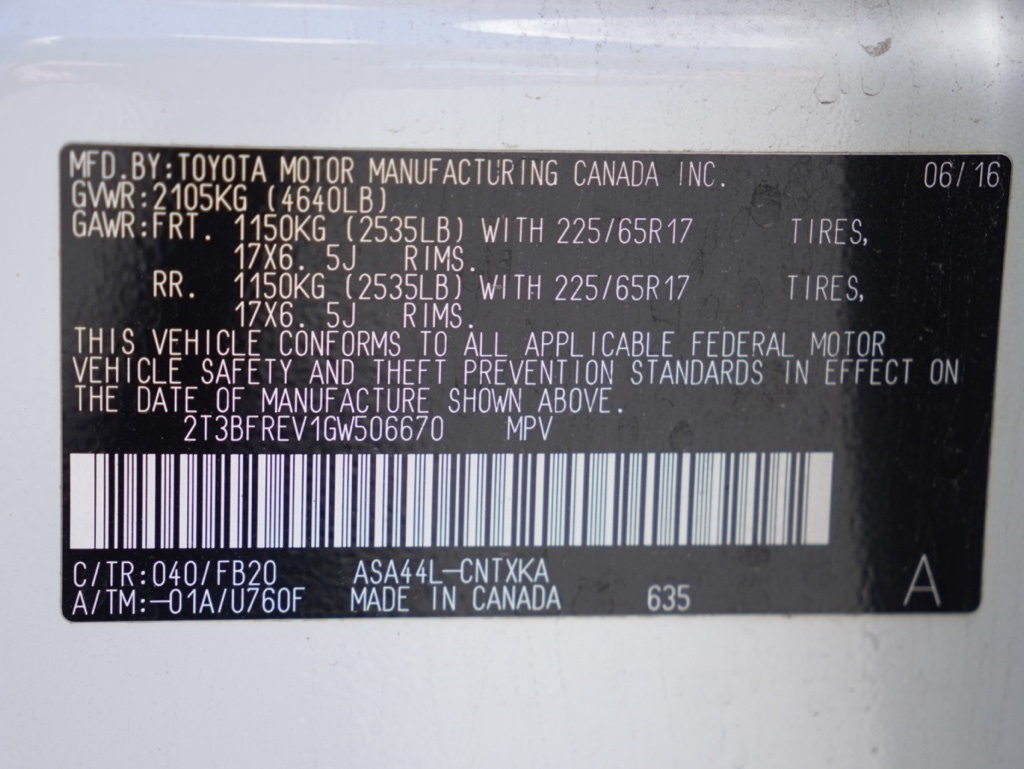 MFD.BY:TOYOTA MOTOR MANUFACTURING CANADA INC. 06/16
GVWR:2105KG (4640LB)
GAWR:FRT. 1150KG (2535LB) WITH 225/65R17 TIRES,
17X6. 5J RIMS.
RR. 1150KG (2535LB) WITH 225/65R17 TIRES,
17X6. 5J RIMS.
THIS VEHICLE CONFORMS TO ALL APPLICABLE FEDERAL MOTOR
VEHICLE SAFETY AND THEFT PREVENTION STANDARDS IN EFFECT ON
THE DATE OF MANUFACTURE SHOWN ABOVE.
2T3BFREV1GW506670 MPV
C/TR:040/FB20 ASA44L-CNTXKA
A/TM:-01A/U760F MADE IN CANADA 635 A